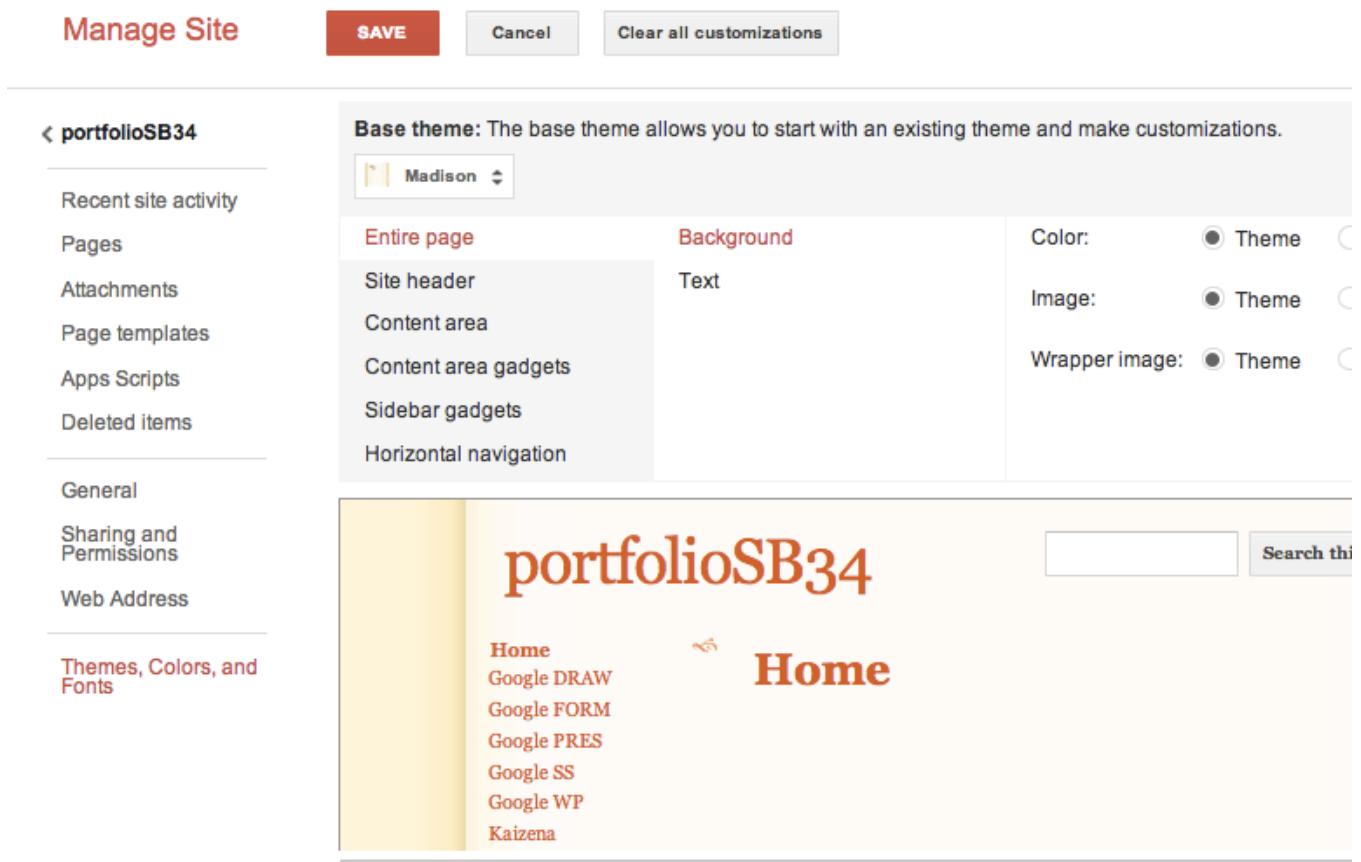 Manage Site
SAVE
Cancel
Clear all customizations
portfolioSB34
Recent site activity
Pages
Attachments
Page templates
Apps Scripts
Deleted items
General
Sharing and
Permissions
Web Address
Themes, Colors, and
Fonts
Base theme: The base theme allows you to start with an existing theme and make customizations.
Madison
Entire page
Site header
Content area
Content area gadgets
Sidebar gadgets
Horizontal navigation
Background
Text
Color: Theme
Image: Theme
Wrapper image: Theme
portfolioSB34
Search thi
Home
Google DRAW
Google FORM
Google PRES
Google SS
Google WP
Kaizena
Home